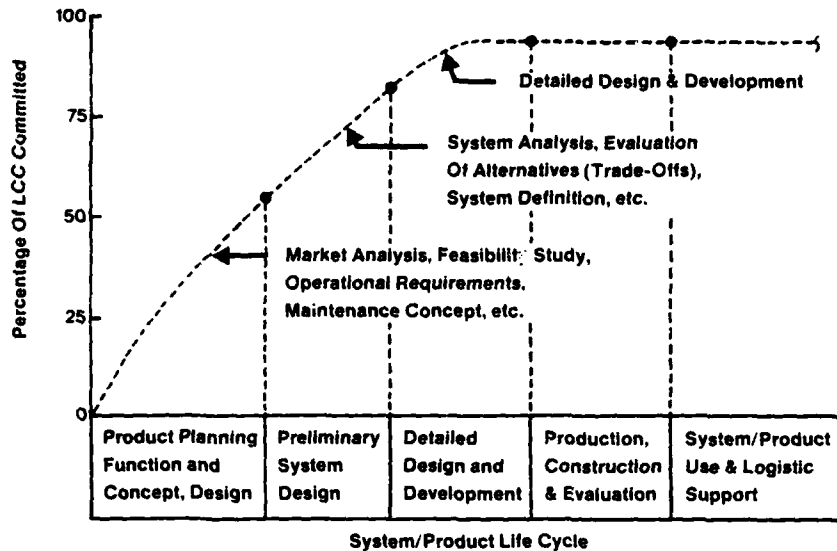 100
Detailed Design & Development
75
System Analysis, Evaluation
Of Alternatives (Trade-Offs),
System Definition, etc.
50
Market Analysis, Feasibility Study,
Operational Requirements,
Maintenance Concept, etc.
25
0
Percentage Of LCC Committed
Product Planning
Function and
Concept, Design
Preliminary
System
Design
Detailed
Design and
Development
Production,
Construction
& Evaluation
System/Product
Use & Logistic
Support
System/Product Life Cycle